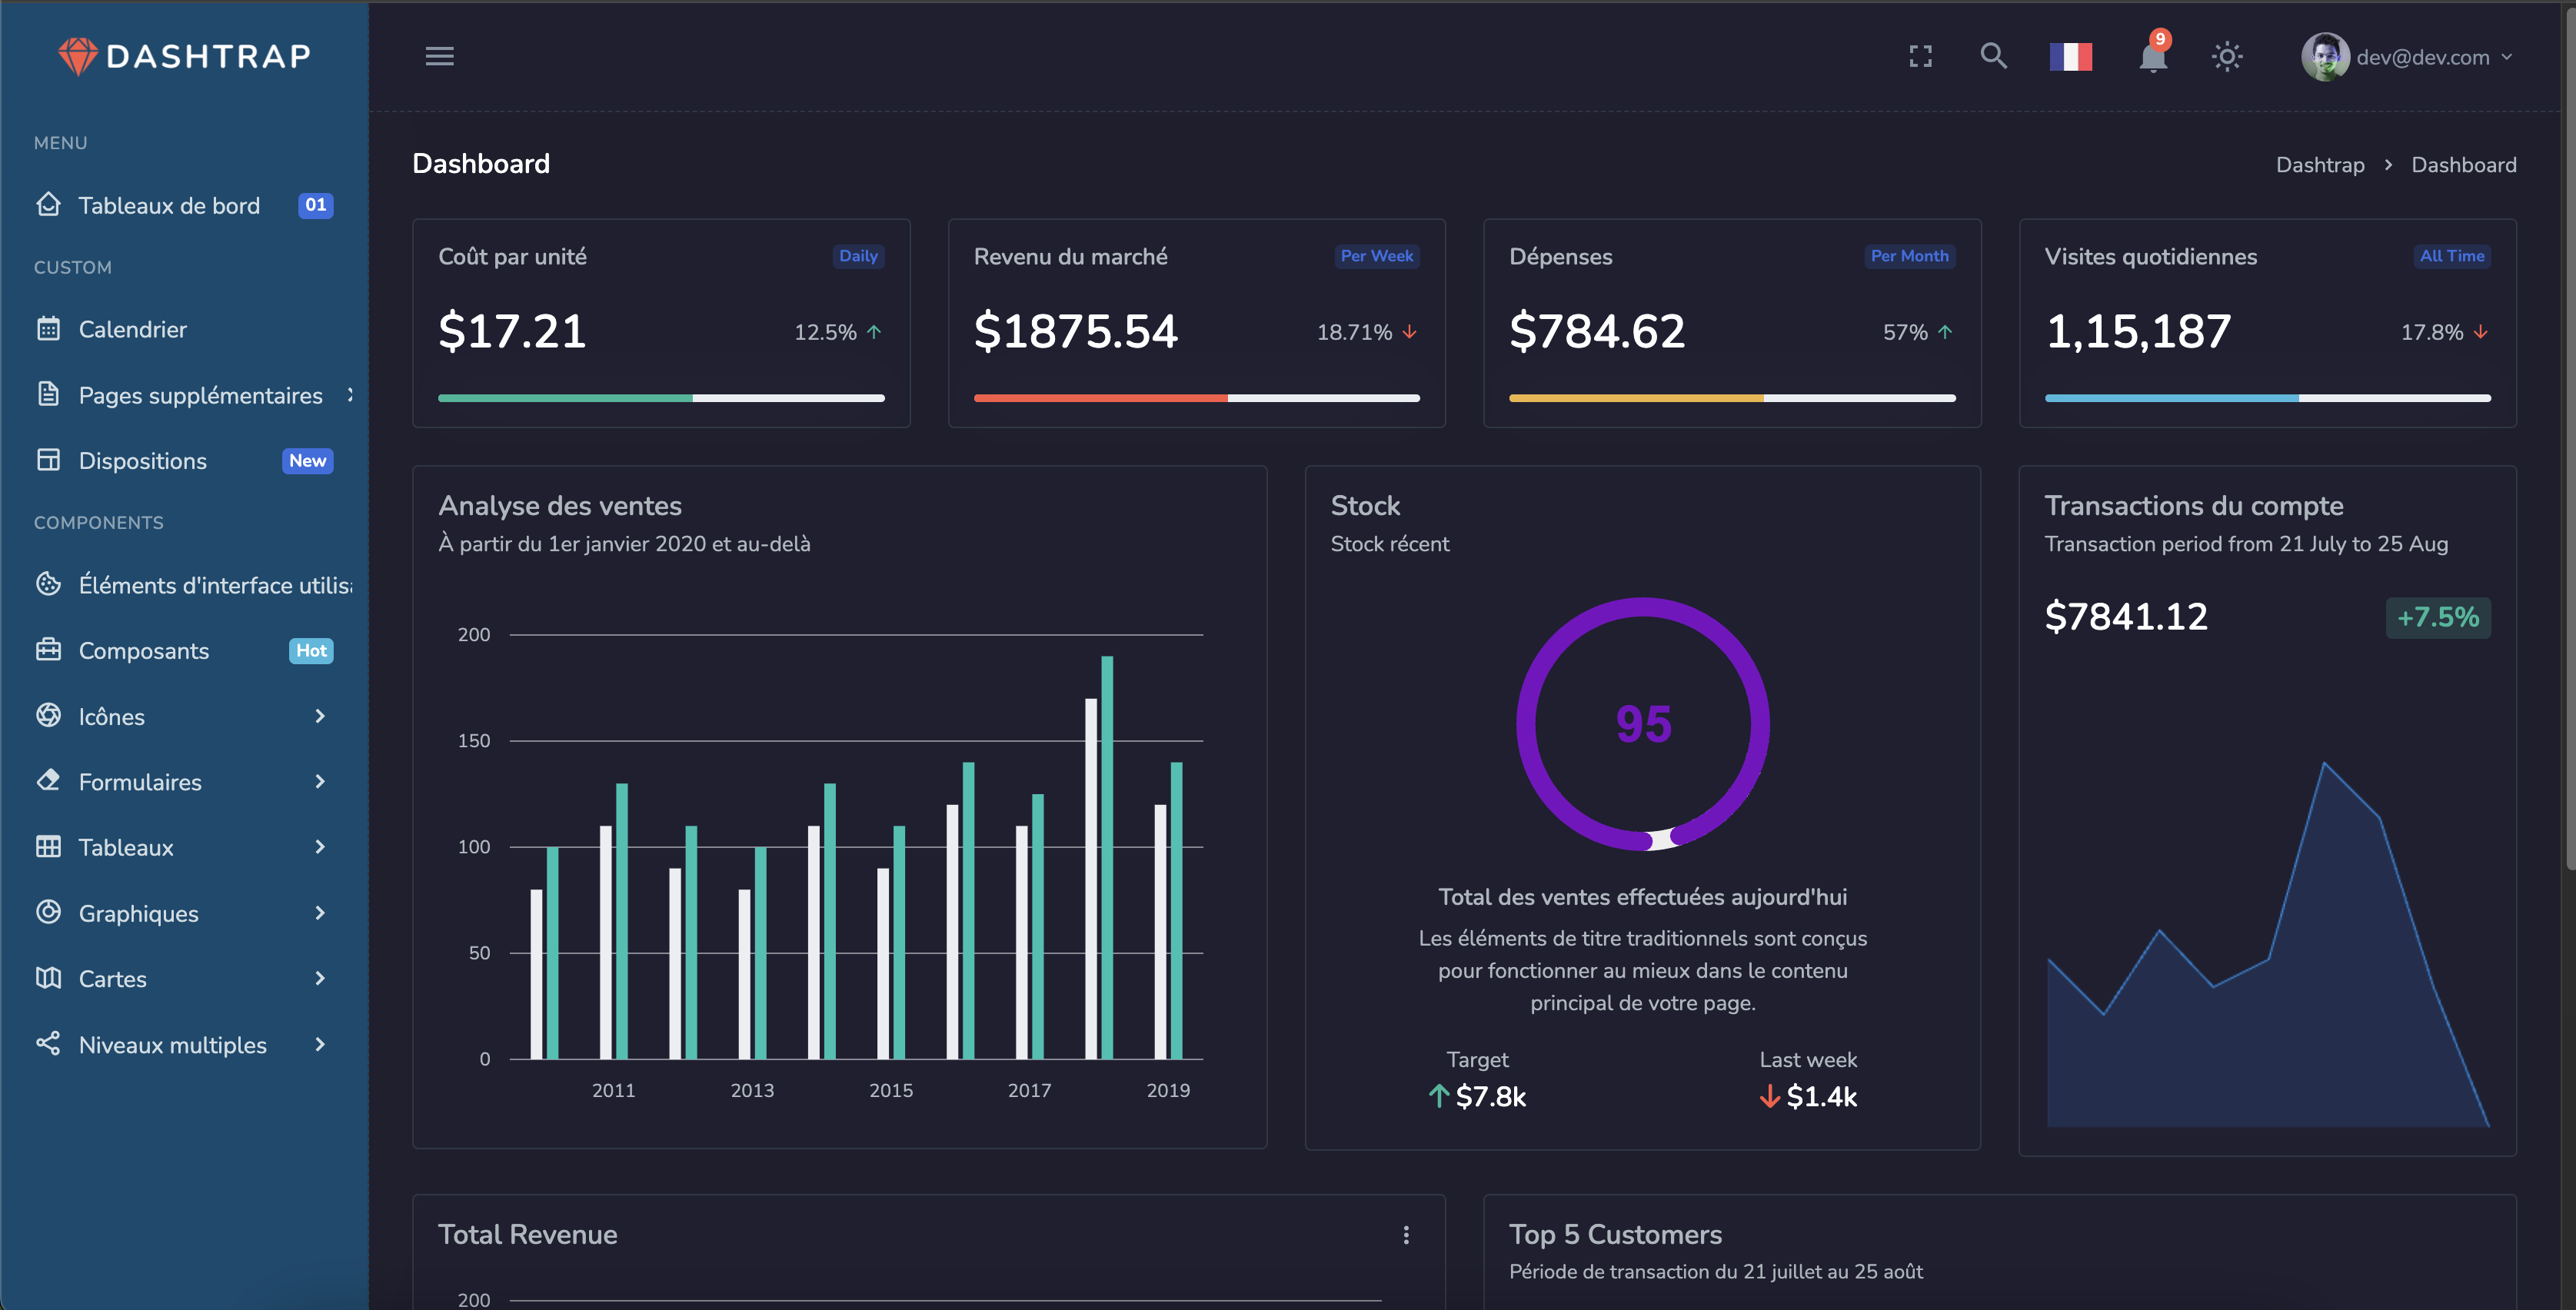 DASHTRAP
9
dev@dev.com
MENU
Tableaux de bord
01
CUSTOM
Calendrier
Pages supplémentaires
Dispositions
New
COMPONENTS
Éléments d'interface
Composants
Hot
Icônes
Formulaires
Tableaux
Graphiques
Cartes
Niveaux multiples
Dashboard
Dashtrap
Dashboard
Coût par unité
Daily
$17.21
12.5%
Revenu du marché
Per Week
$1875.54
18.71%
Dépenses
Per Month
$784.62
57%
Visites quotidiennes
All Time
1,15,187
17.8%
Analyse des ventes
À partir du 1er janvier 2020 et au-delà
200
150
100
50
0
2011
2013
2015
2017
2019
Stock
Stock récent
95
Total des ventes effectuées aujourd'hui
Les éléments de titre traditionnels sont conçus
pour fonctionner au mieux dans le contenu
principal de votre page.
Target
$7.8k
Last week
$1.4k
Transactions du compte
Transaction period from 21 July to 25 Aug
$7841.12
+7.5%
Total Revenue
200
Top 5 Customers
Période de transaction du 21 juillet au 25 août